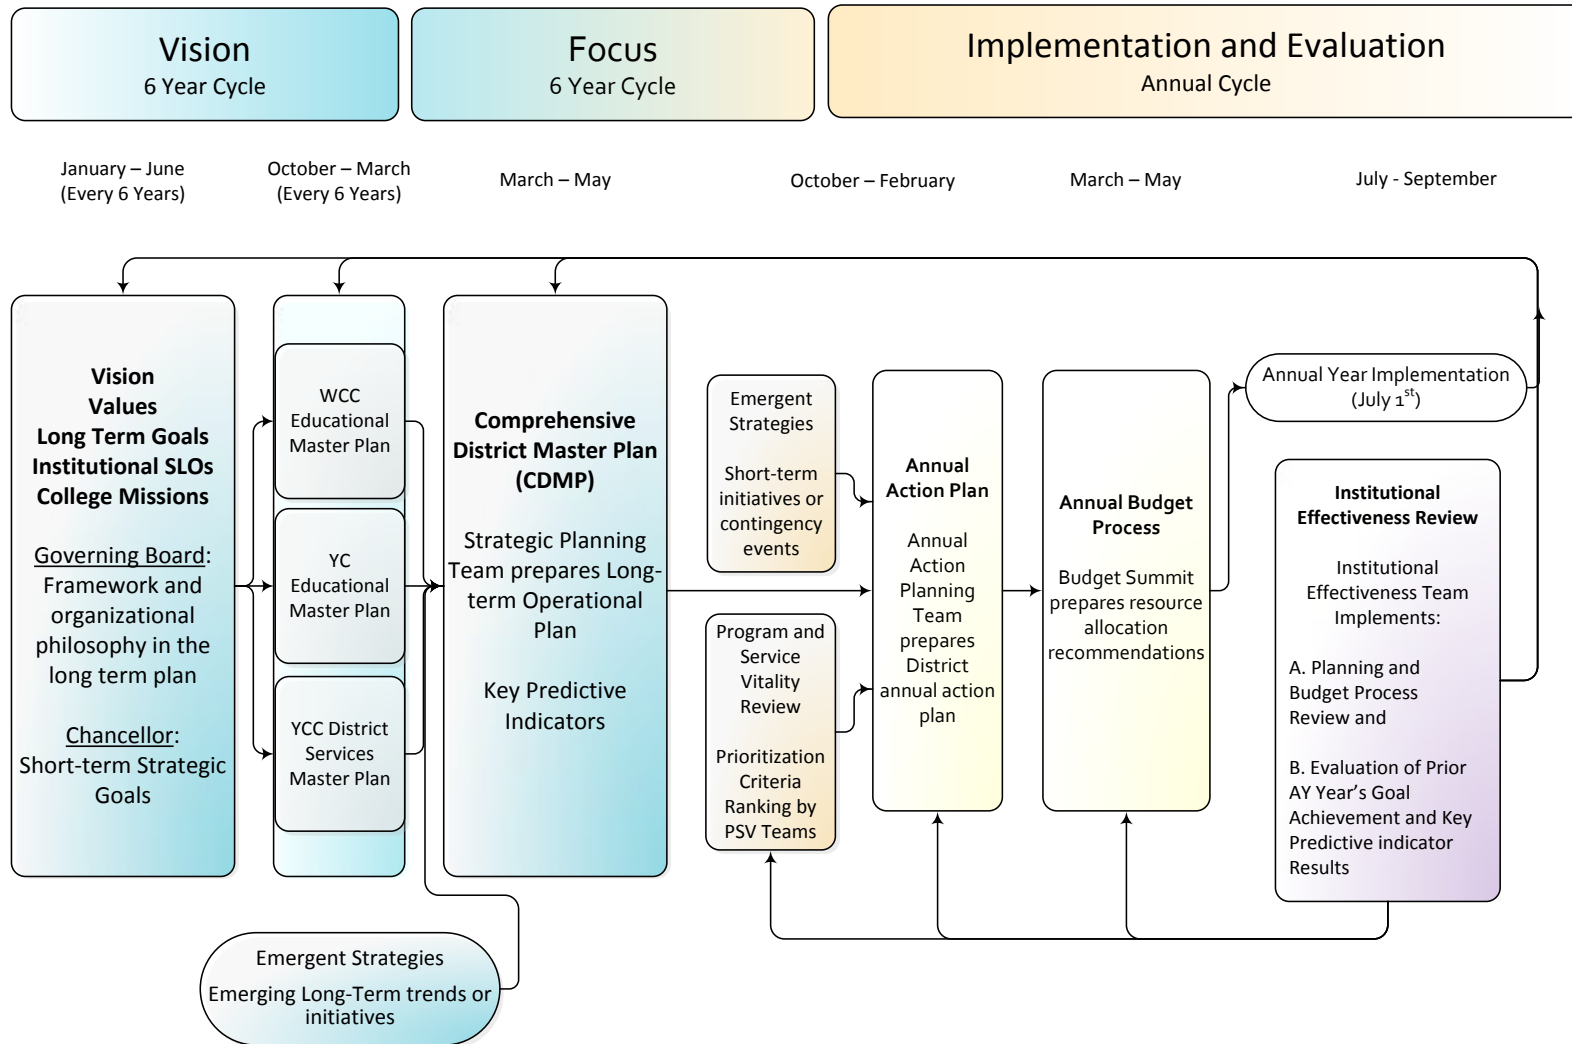 Vision
6 Year Cycle
Focus
6 Year Cycle
Implementation and Evaluation
Annual Cycle
January – June
(Every 6 Years)
October – March
(Every 6 Years)
March – May
October – February
March – May
July - September
Vision
Values
Long Term Goals
Institutional SLOs
College Missions
Governing Board:
Framework and
organizational
philosophy in the
long term plan
Chancellor:
Short-term Strategic
Goals
WCC
Educational
Master Plan
YC
Educational
Master Plan
YCC District
Services
Master Plan
Comprehensive
District Master Plan
(CDMP)
Strategic Planning
Team prepares Long-
term Operational
Plan
Key Predictive
Indicators
Emergent Strategies
Emerging Long-Term trends or
initiatives
Emergent
Strategies
Short-term
initiatives or
contingency
events
Program and
Service
Vitality
Review
Prioritization
Criteria
Ranking by
PSV Teams
Annual
Action Plan
Annual
Action
Planning
Team
prepares
District
annual action
plan
Annual Budget
Process
Budget Summit
prepares resource
allocation
recommendations
Annual Year Implementation
(July 1st)
Institutional
Effectiveness Review
Institutional
Effectiveness Team
Implements:
A. Planning and
Budget Process
Review and
B. Evaluation of Prior
AY Year's Goal
Achievement and Key
Predictive indicator
Results